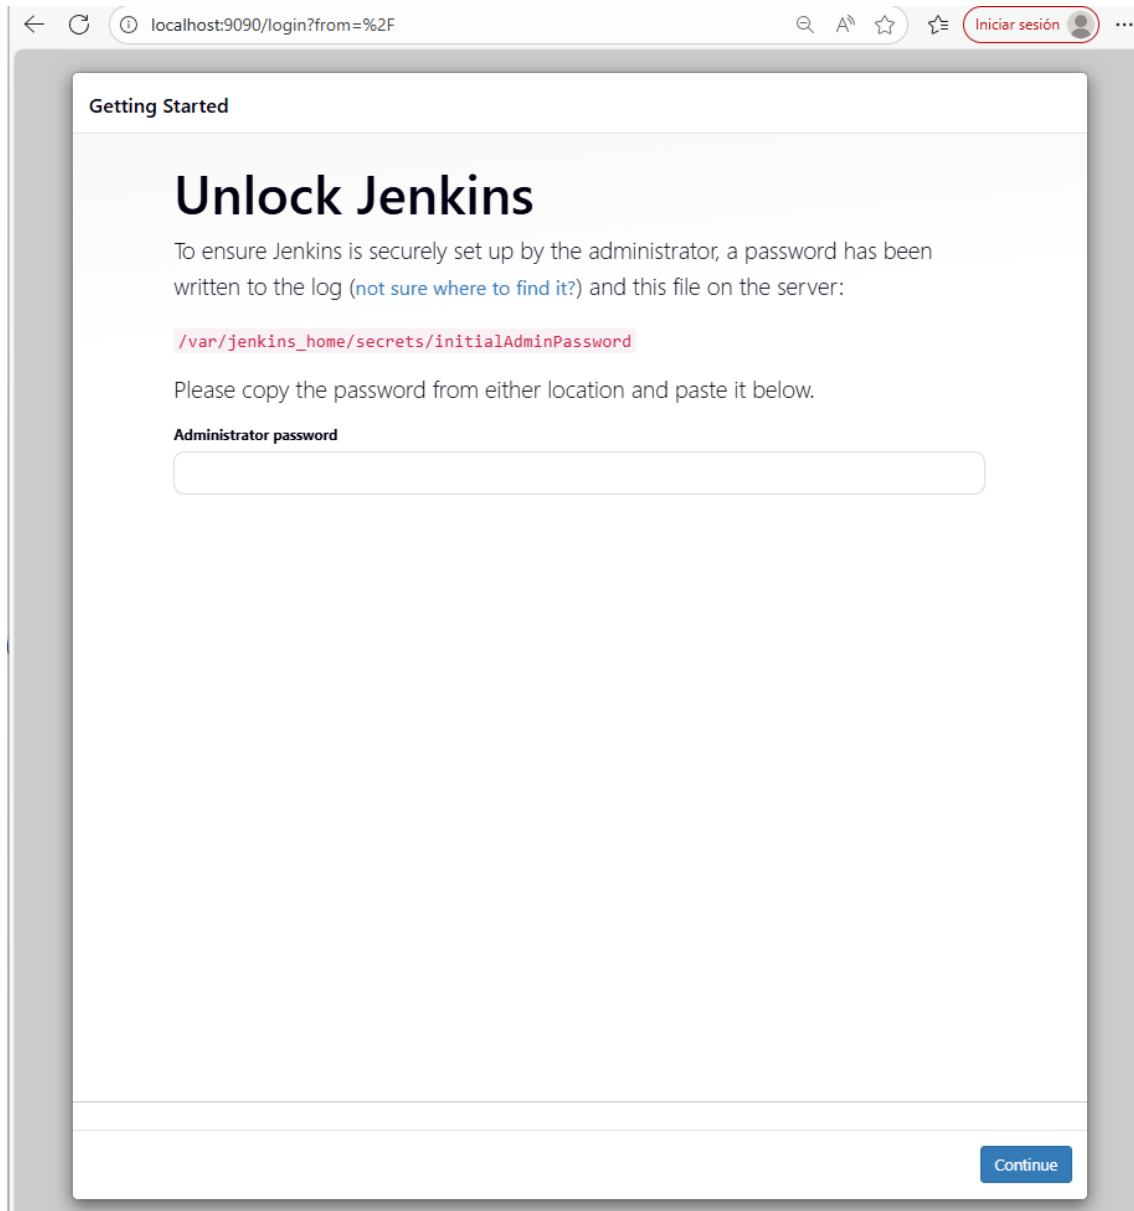 localhost:9090/login?from=%2F
Iniciar sesión
Getting Started
Unlock Jenkins
To ensure Jenkins is securely set up by the administrator, a password has been
written to the log (not sure where to find it?) and this file on the server:
/var/jenkins_home/secrets/initialAdminPassword
Please copy the password from either location and paste it below.
Administrator password
Continue